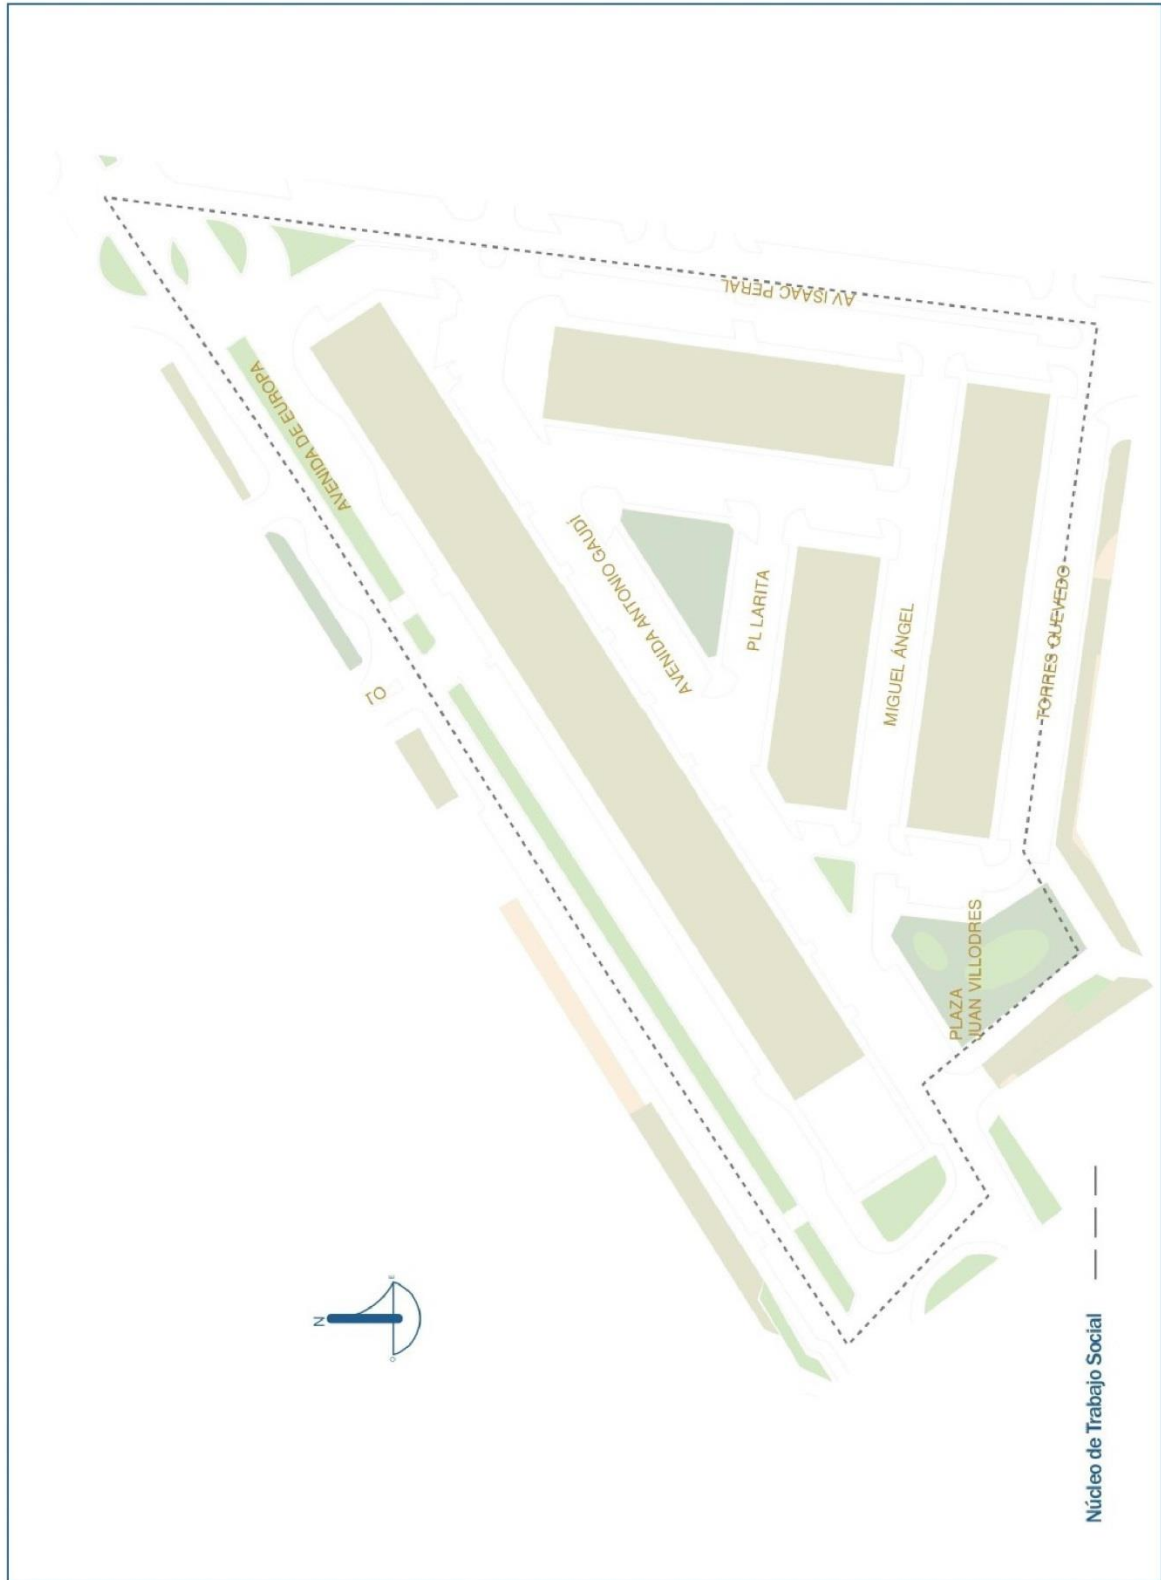 AVENIDA DE EUROPA
AV ISAAC PERAL
AVENIDA ANTONIO GAUDÍ
PL LARITA
MIGUEL ÁNGEL
TORRES QUEVEDO
PLAZA
JUAN VILLODRES
N
E
O
Núcleo de Trabajo Social